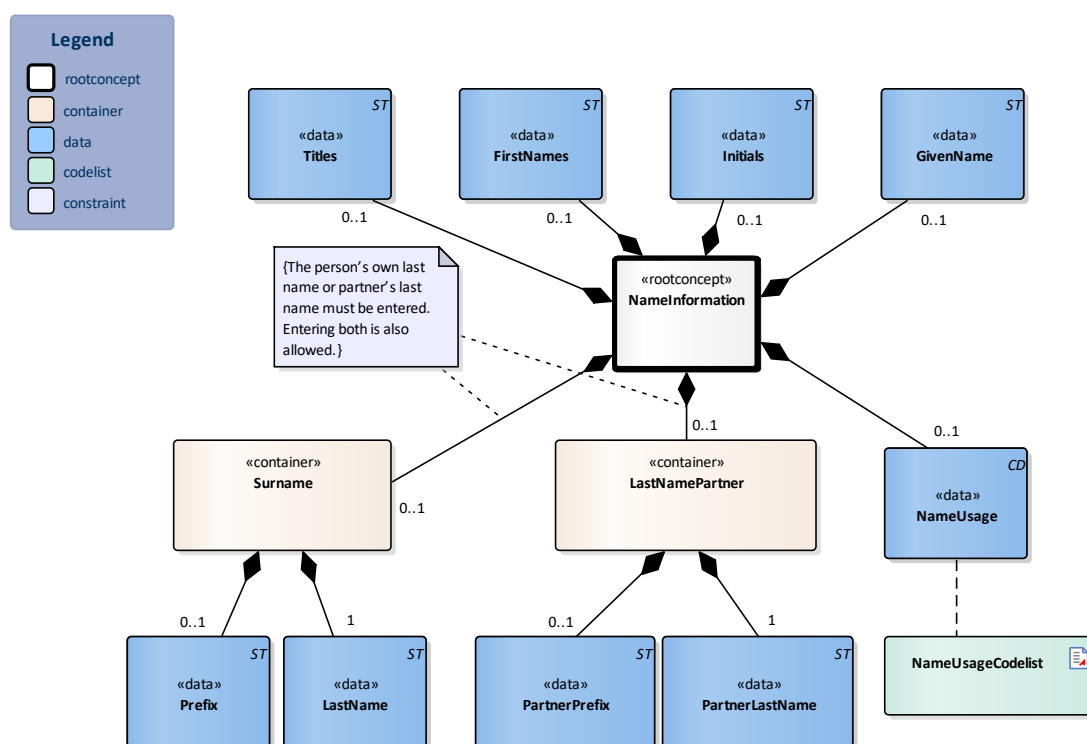 Legend
rootconcept
container
data
codelist
constraint
ST
«data»
Titles
ST
«data»
FirstNames
ST
«data»
Initials
ST
«data»
GivenName
0..1
0..1
0..1
0..1
{The person's own last
name or partner's last
name must be entered.
Entering both is also
allowed.}
«rootconcept»
NameInformation
0..1
0..1
0..1
«container»
Surname
«container»
LastNamePartner
CD
«data»
NameUsage
0..1
1
0..1
1
ST
«data»
Prefix
ST
«data»
LastName
ST
«data»
PartnerPrefix
ST
«data»
PartnerLastName
NameUsageCodelist